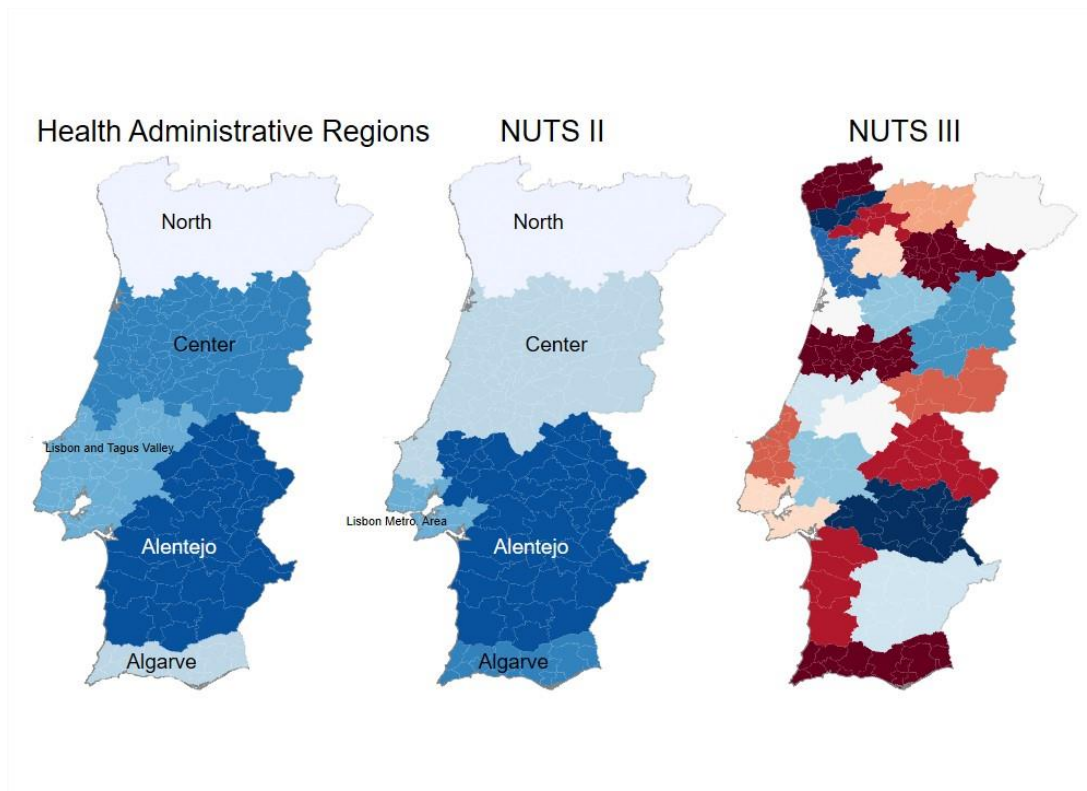 Health Administrative Regions
NUTS II
NUTS III
North
North
Center
Center
Lisbon and Tagus Valley
Lisbon Metro. Area
Alentejo
Alentejo
Algarve
Algarve